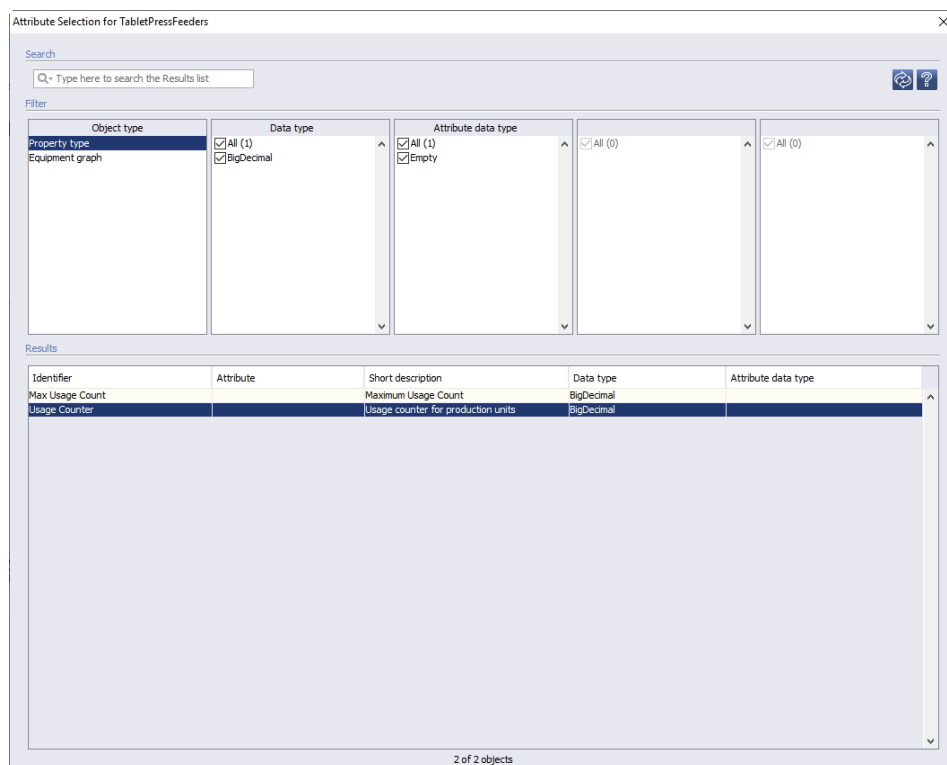 Attribute Selection for TabletPressFeeders
Search
Type here to search the Results list
Filter
Object type Data type Attribute data type
Property type All (1) All (1) All (0) All (0)
Equipment graph BigDecimal Empty
Results
Identifier Attribute Short description Data type Attribute data type
Max Usage Count Maximum Usage Count BigDecimal
Usage Counter Usage counter for production units BigDecimal
2 of 2 objects